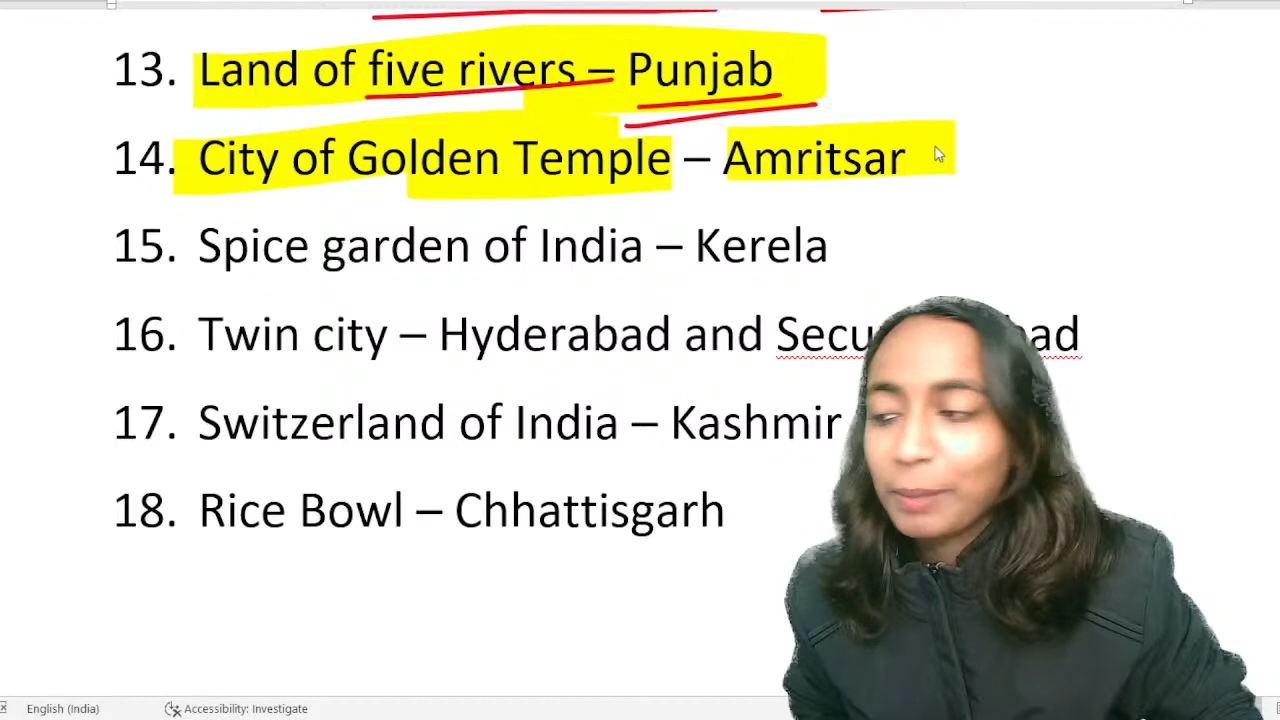 13. Land of five rivers – Punjab
14. City of Golden Temple – Amritsar
15. Spice garden of India – Kerela
16. Twin city – Hyderabad and
17. Switzerland of India – Kashmir
18. Rice Bowl – Chhattisgarh
English (India) Accessibility: Investigate